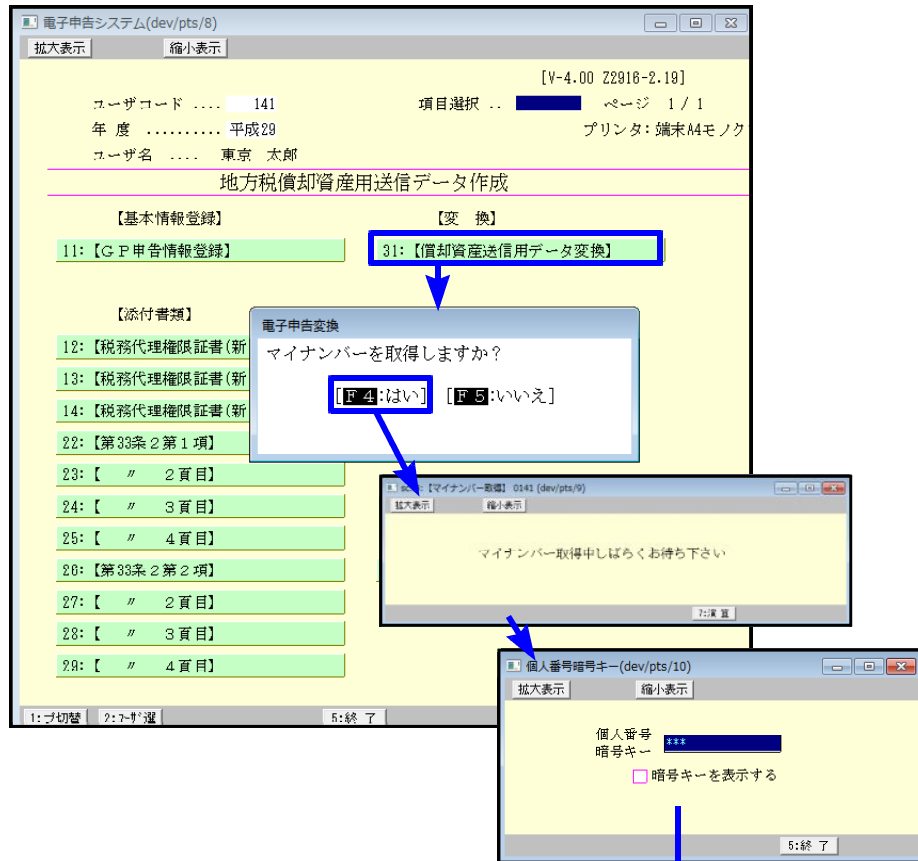 電子申告システム(dev/pts/8)
拡大表示 縮小表示
[V-4.00 Z2916-2.19]
ユーザコード .... 141 項目選択 .. ページ 1 / 1
年 度 .......... 平成29 プリンタ:端末A4モノク
ユーザ名 .... 東京 太郎
地方税償却資産用送信データ作成
【基本情報登録】 【変 換】
11:【GP申告情報登録】 31:【償却資産送信用データ変換】
【添付書類】
12:【税務代理権限証書(新
13:【税務代理権限証書(新
14:【税務代理権限証書(新
22:【第33条2第1項】
23:【 〃 2頁目】
24:【 〃 3頁目】
25:【 〃 4頁目】
26:【第33条2第2項】
27:【 〃 2頁目】
28:【 〃 3頁目】
29:【 〃 4頁目】
1:プ切替 2:ユーザ選 5:終 了
電子申告変換
マイナンバーを取得しますか?
[F4:はい] [F5:いいえ]
:【マイナンバー取得】 0141 (dev/pts/9)
拡大表示 縮小表示
マイナンバー取得中しばらくお待ち下さい
7:演 算
個人番号暗号キー(dev/pts/10)
拡大表示 縮小表示
個人番号
暗号キー ***
暗号キーを表示する
5:終 了